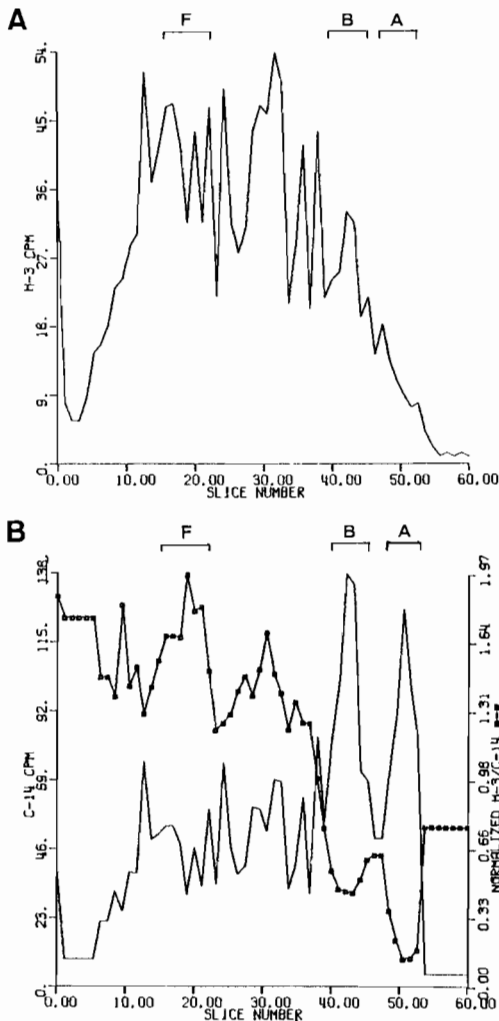 A
F
B
A
54.
45.
36.
27.
18.
9.
0.
H-3 CPM
0.00
10.00
20.00
30.00
40.00
50.00
60.00
SLICE NUMBER
B
F
B
A
138.
115.
92.
69.
46.
23.
0.
C-14 CPM
1.97
1.64
1.31
0.98
0.66
0.33
0.00
NORMALIZED H-3/C-14
0.00
10.00
20.00
30.00
40.00
50.00
60.00
SLICE NUMBER